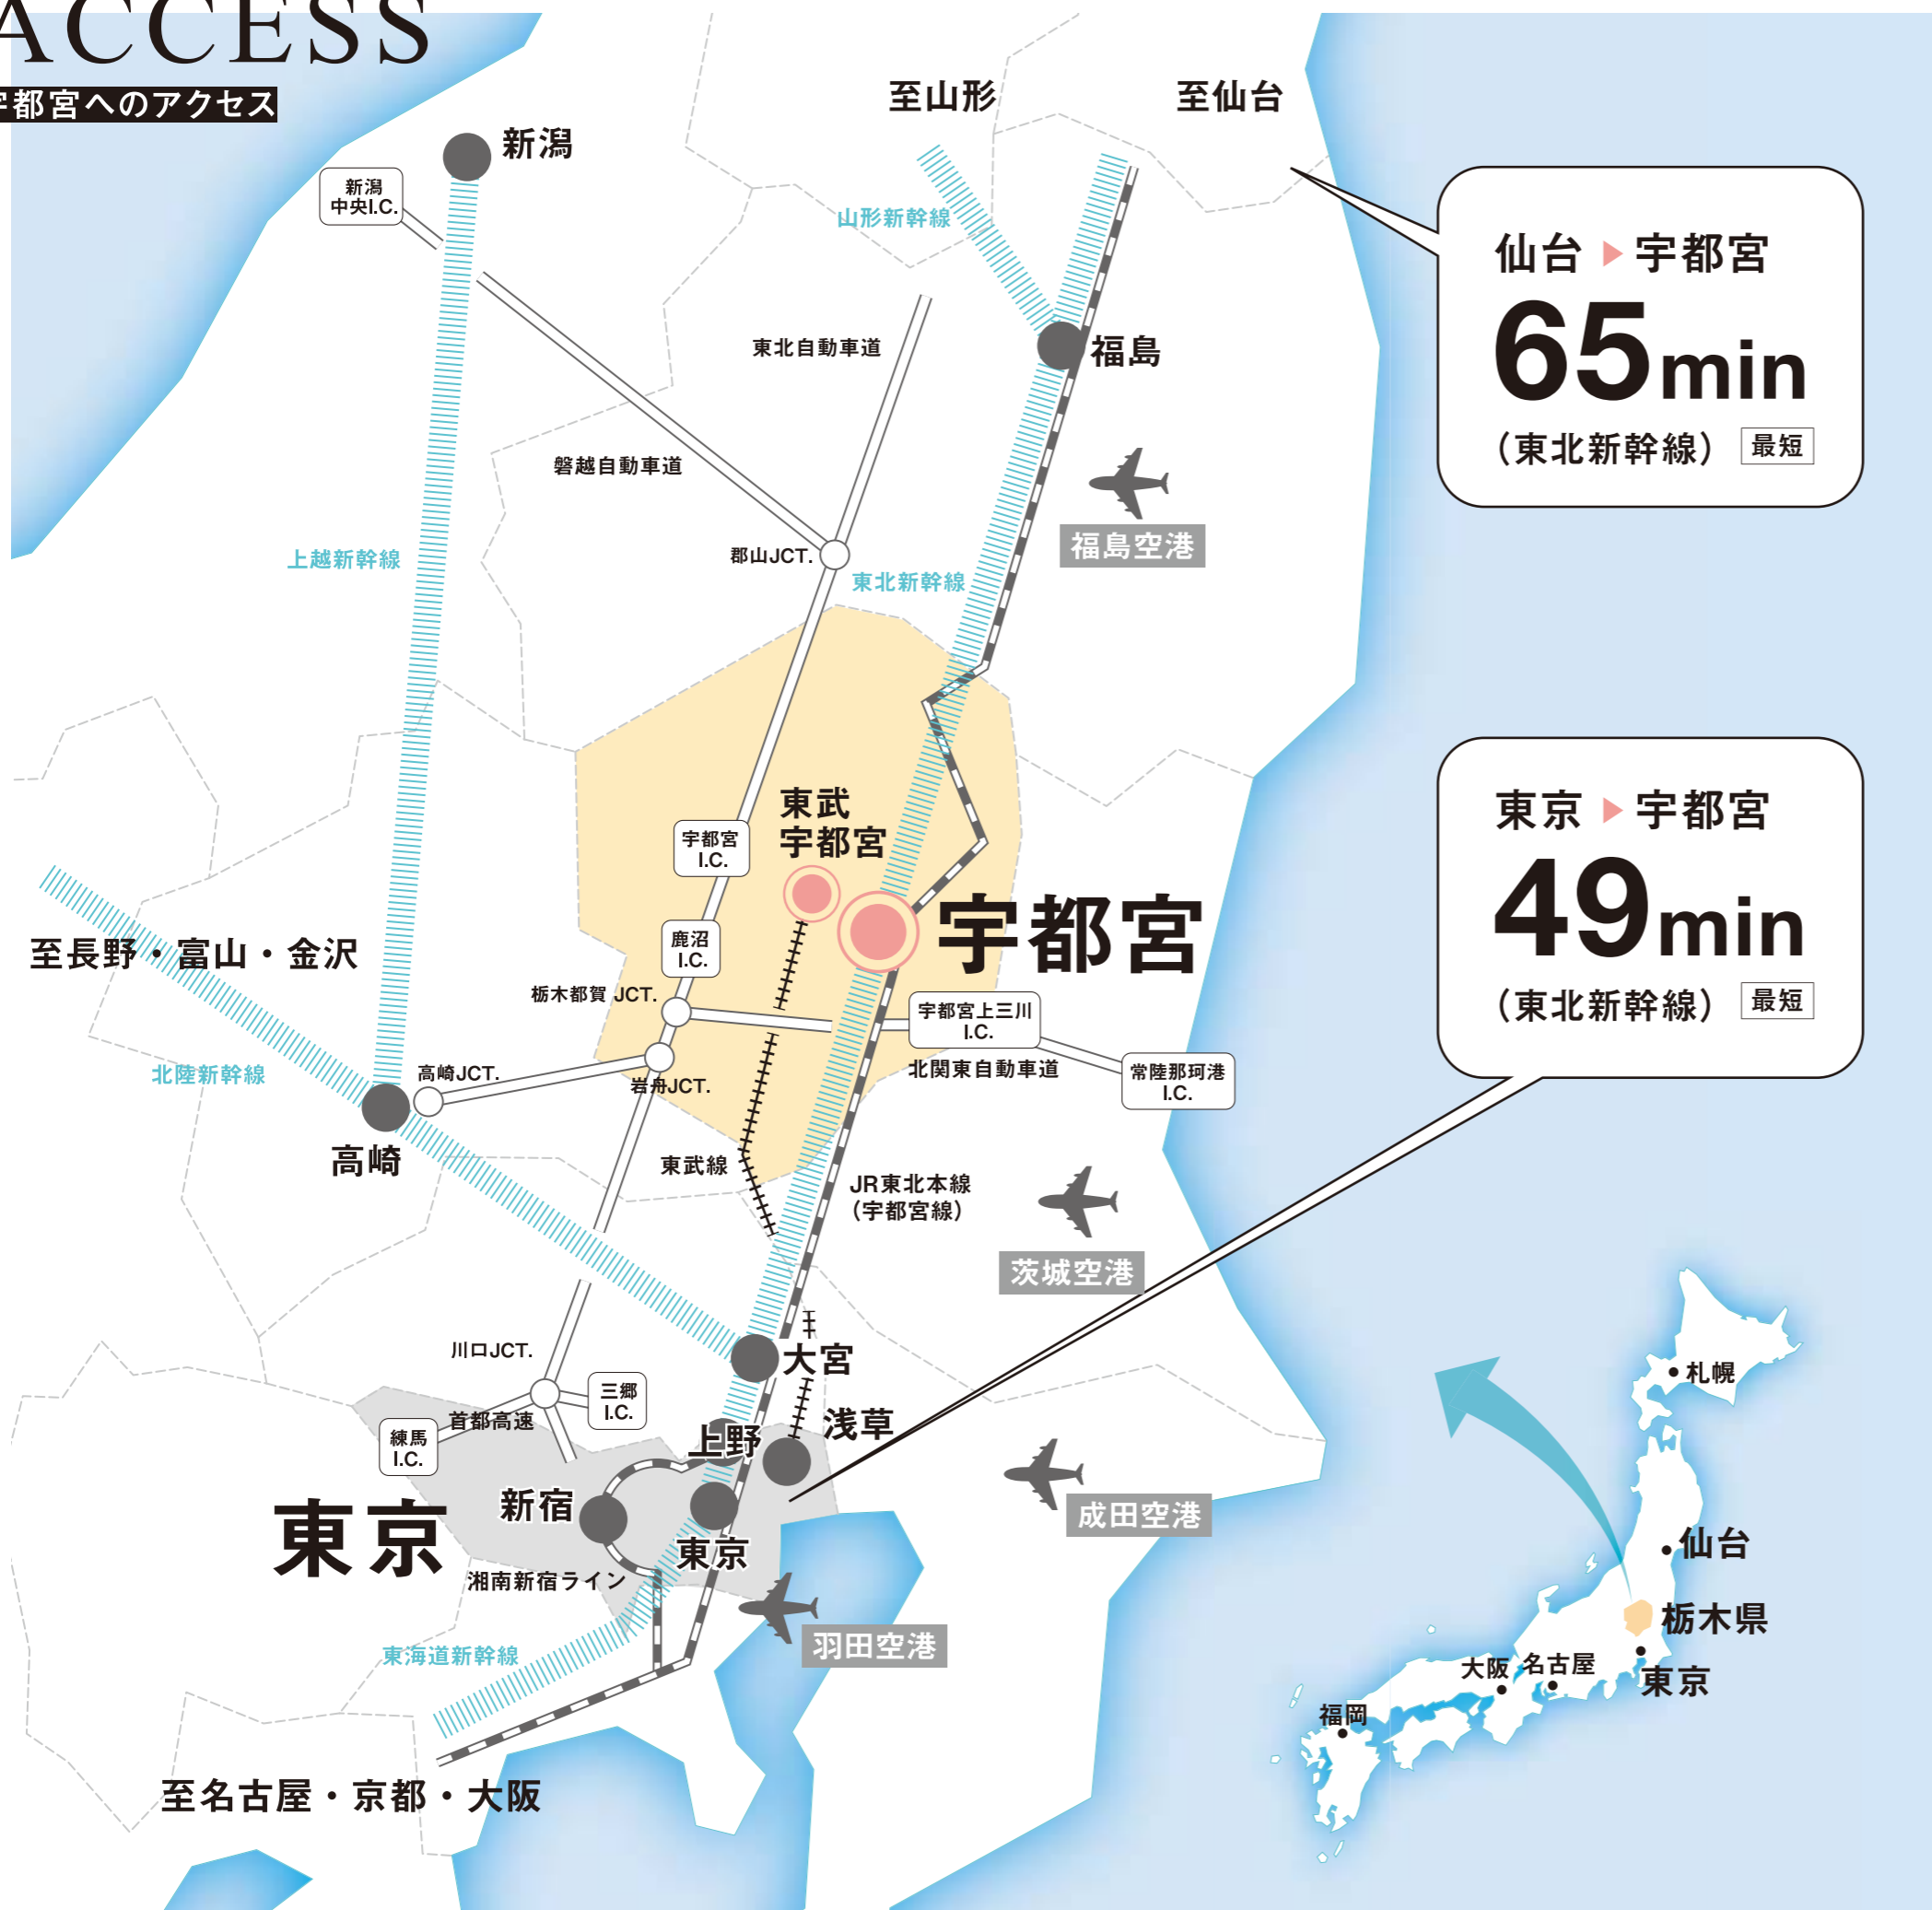 ACCESS
宇都宮へのアクセス
至山形
至仙台
新潟
新潟
中央I.C.
山形新幹線
仙台 ▶ 宇都宮
65min
（東北新幹線） 最短
東北自動車道
福島
磐越自動車道
福島空港
上越新幹線
郡山JCT.
東北新幹線
東京 ▶ 宇都宮
49min
（東北新幹線） 最短
東武
宇都宮
宇都宮
I.C.
宇都宮
鹿沼
I.C.
至長野・富山・金沢
栃木都賀 JCT.
宇都宮上三川
I.C.
北関東自動車道
常陸那珂港
I.C.
北陸新幹線
高崎JCT.
岩舟JCT.
高崎
東武線
JR東北本線
（宇都宮線）
茨城空港
川口JCT.
大宮
三郷
I.C.
首都高速
練馬
I.C.
上野
浅草
成田空港
新宿
東京
東京
湘南新宿ライン
羽田空港
東海道新幹線
至名古屋・京都・大阪
札幌
仙台
栃木県
東京
名古屋
大阪
福岡